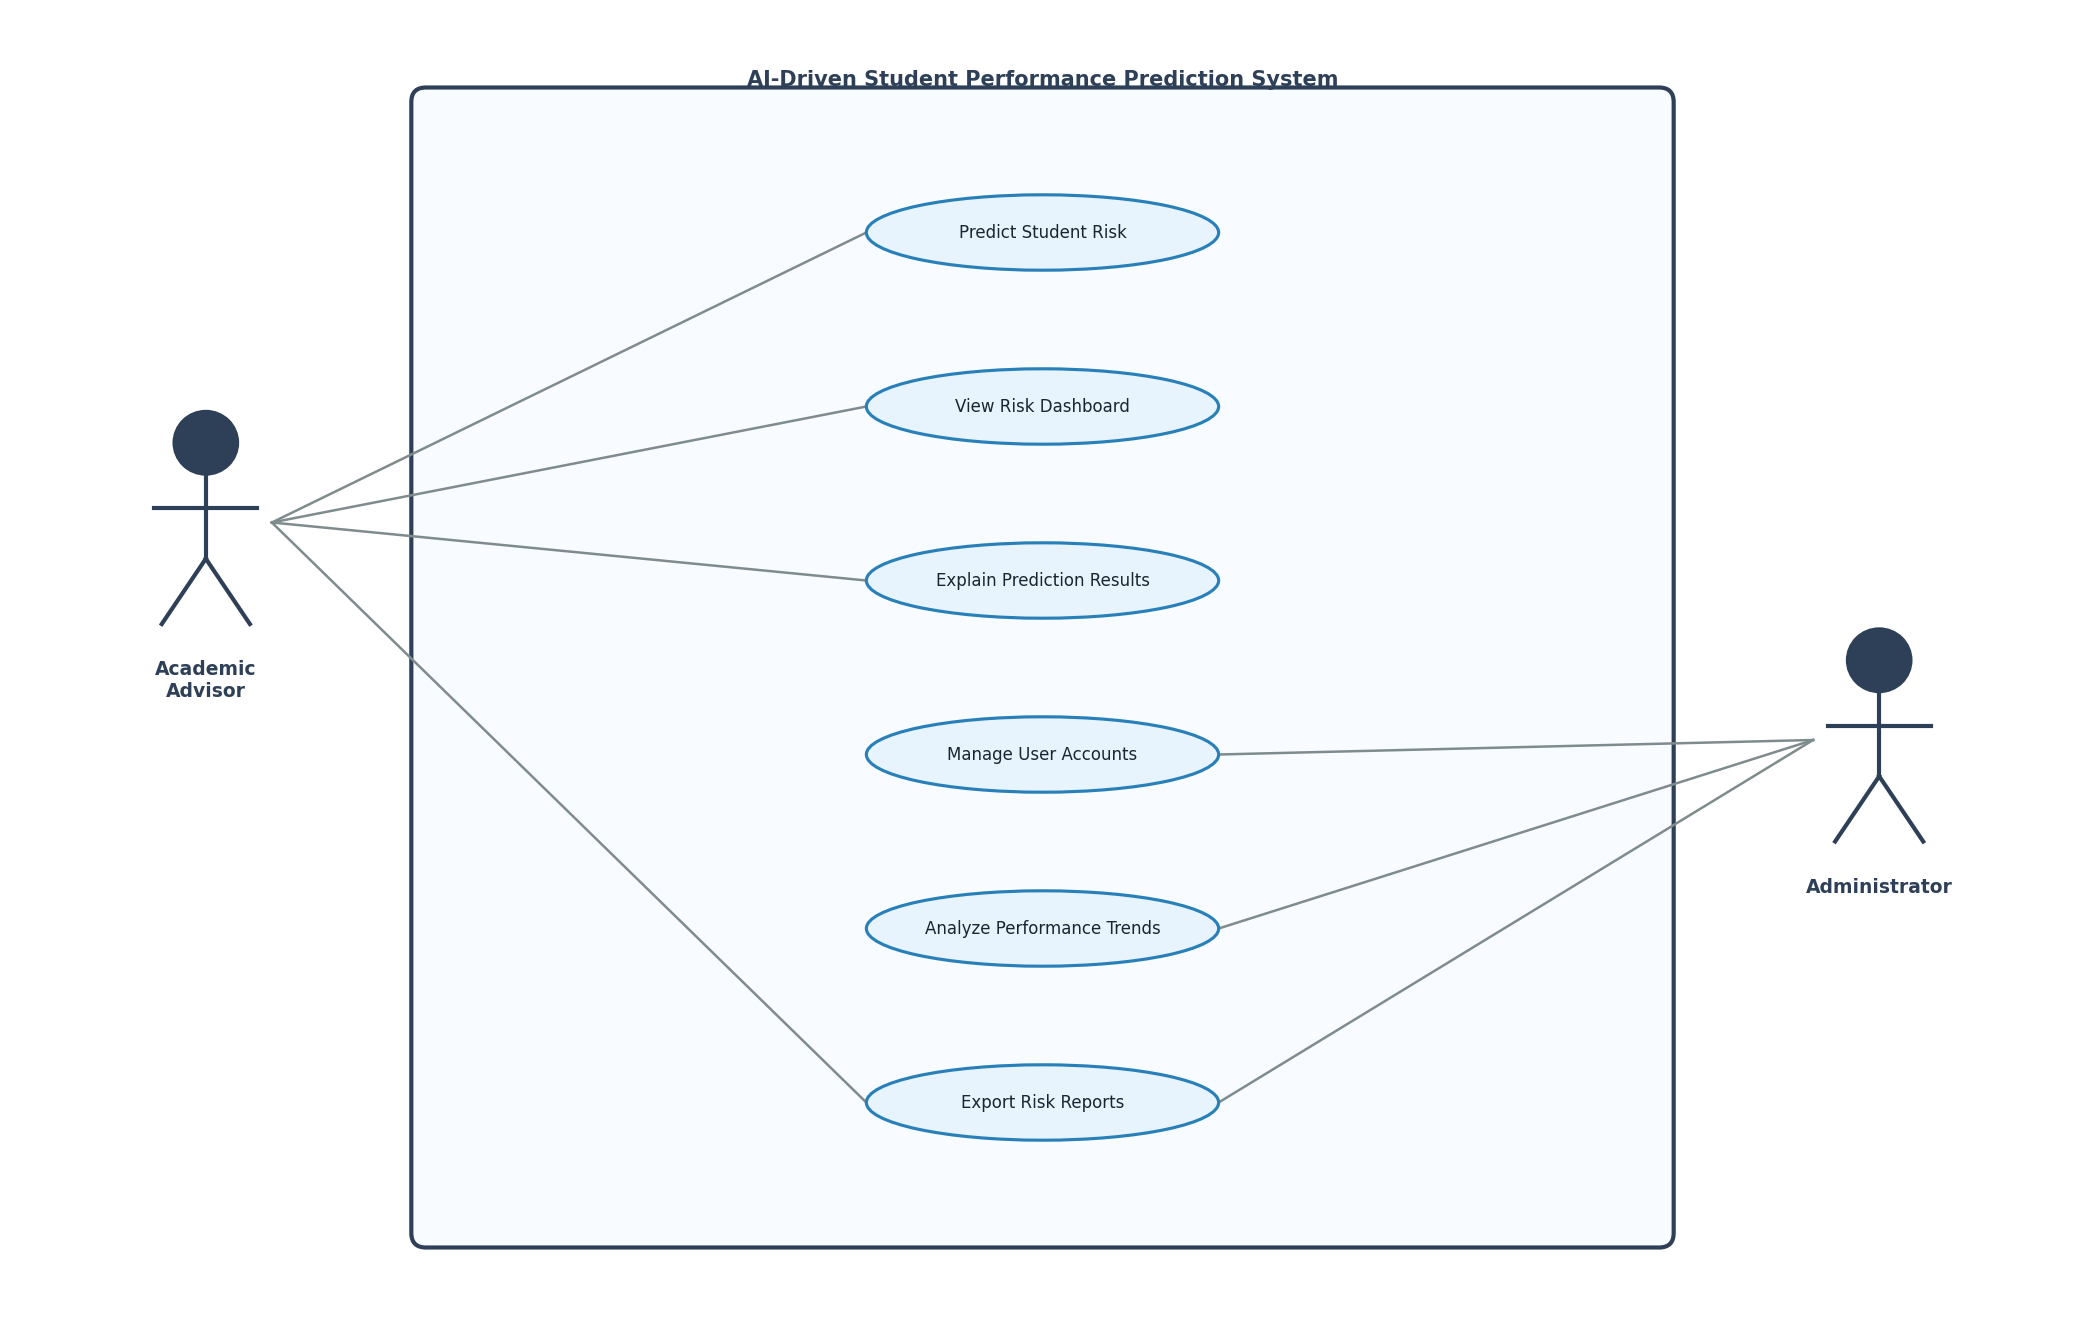 AI-Driven Student Performance Prediction System
Predict Student Risk
View Risk Dashboard
Explain Prediction Results
Academic
Advisor
Manage User Accounts
Administrator
Analyze Performance Trends
Export Risk Reports